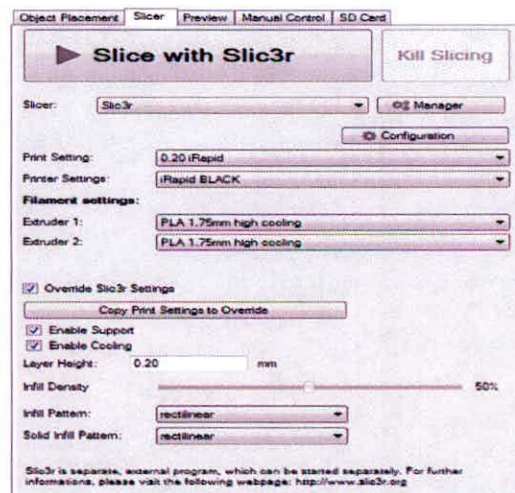 Object Placement Slicer Preview Manual Control SD Card
Slice with Slic3r Kill Slicing
Slicer: Slic3r Manager
Configuration
Print Setting: 0.20 iRapid
Printer Settings: iRapid BLACK
Filament settings:
Extruder 1: PLA 1.75mm high cooling
Extruder 2: PLA 1.75mm high cooling
Override Slic3r Settings
Copy Print Settings to Override
Enable Support
Enable Cooling
Layer Height: 0.20 mm
Infill Density 50%
Infill Pattern: rectilinear
Solid Infill Pattern: rectilinear
Slic3r is separate, external program, which can be started separately. For further
informations, please visit the following webpage: http://www.slic3r.org